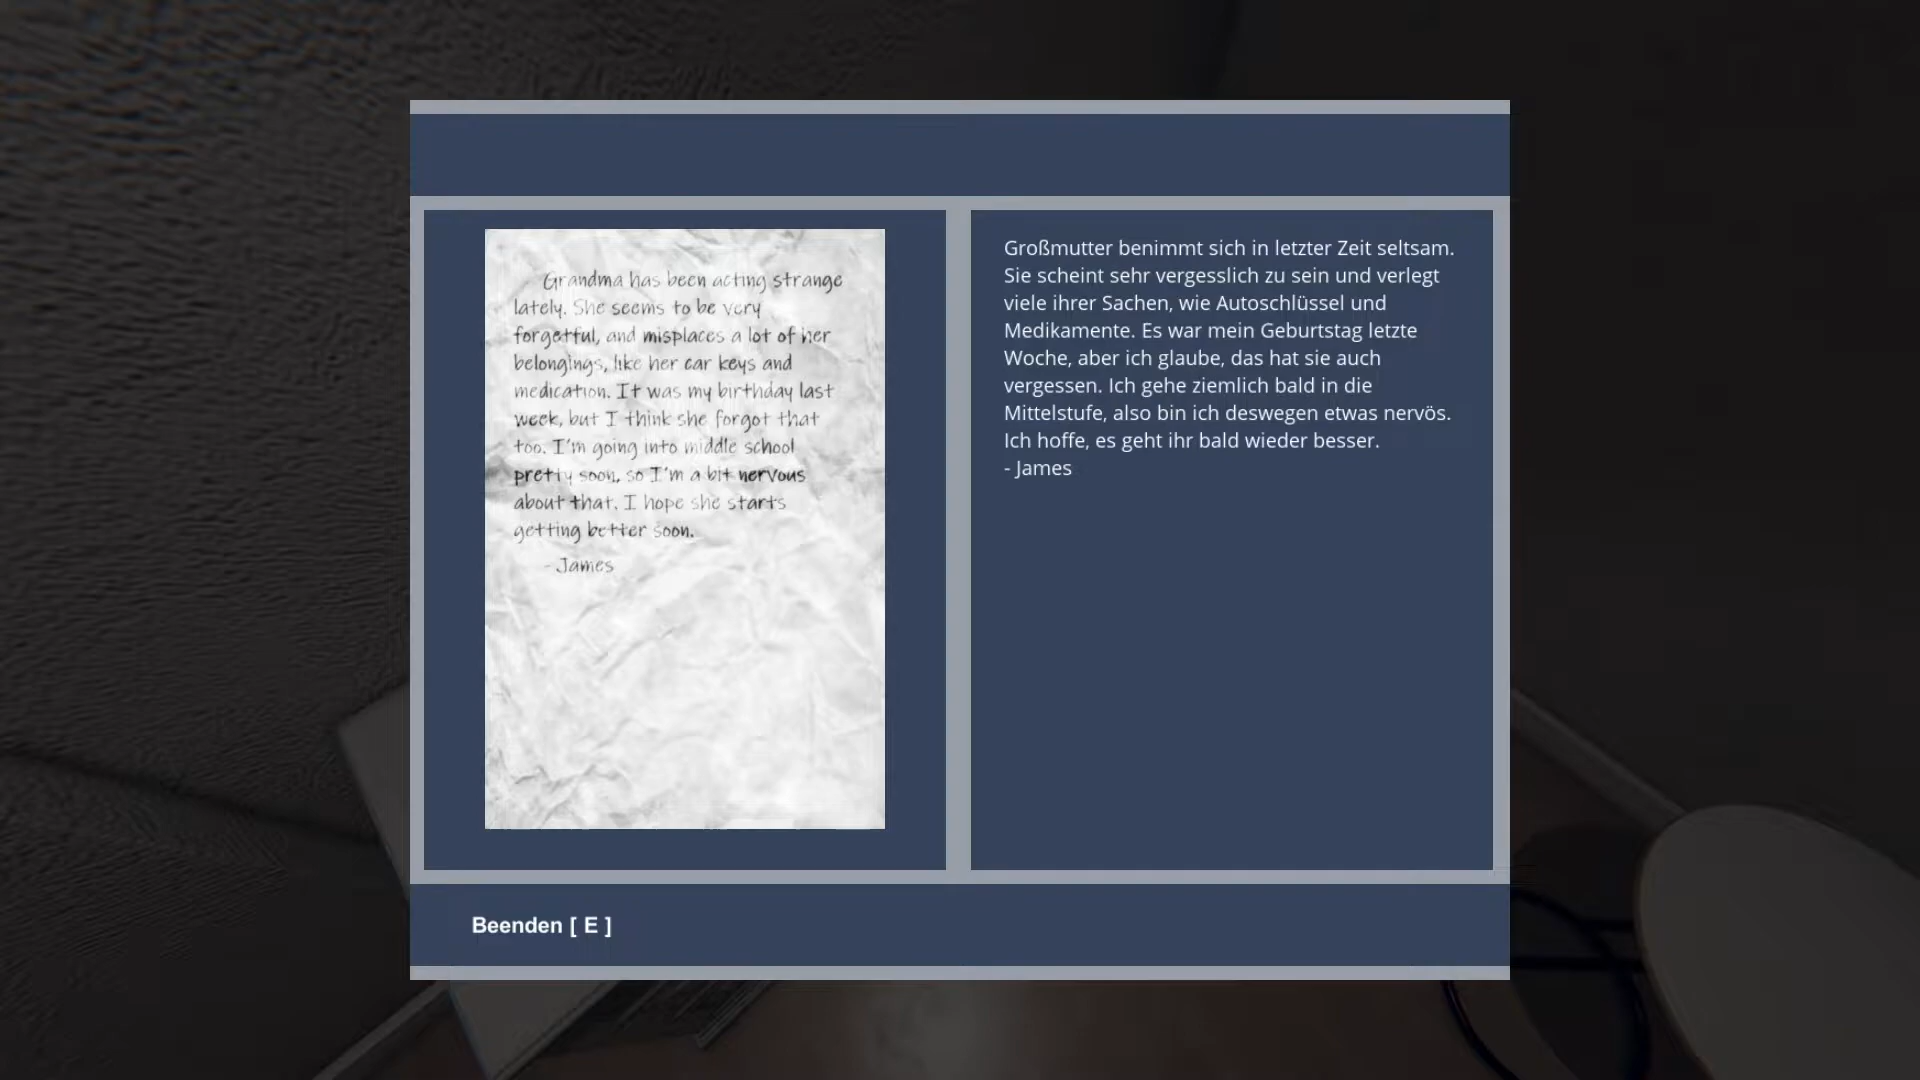 Grandma has been acting strange
lately. She seems to be very
forgetful, and misplaces a lot of her
belongings, like her car keys and
medication. It was my birthday last
week, but I think she forgot that
too. I'm going into middle school
pretty soon, so I'm a bit nervous
about that. I hope she starts
getting better soon.
- James
Großmutter benimmt sich in letzter Zeit seltsam.
Sie scheint sehr vergesslich zu sein und verlegt
viele ihrer Sachen, wie Autoschlüssel und
Medikamente. Es war mein Geburtstag letzte
Woche, aber ich glaube, das hat sie auch
vergessen. Ich gehe ziemlich bald in die
Mittelstufe, also bin ich deswegen etwas nervös.
Ich hoffe, es geht ihr bald wieder besser.
- James
Beenden [ E ]